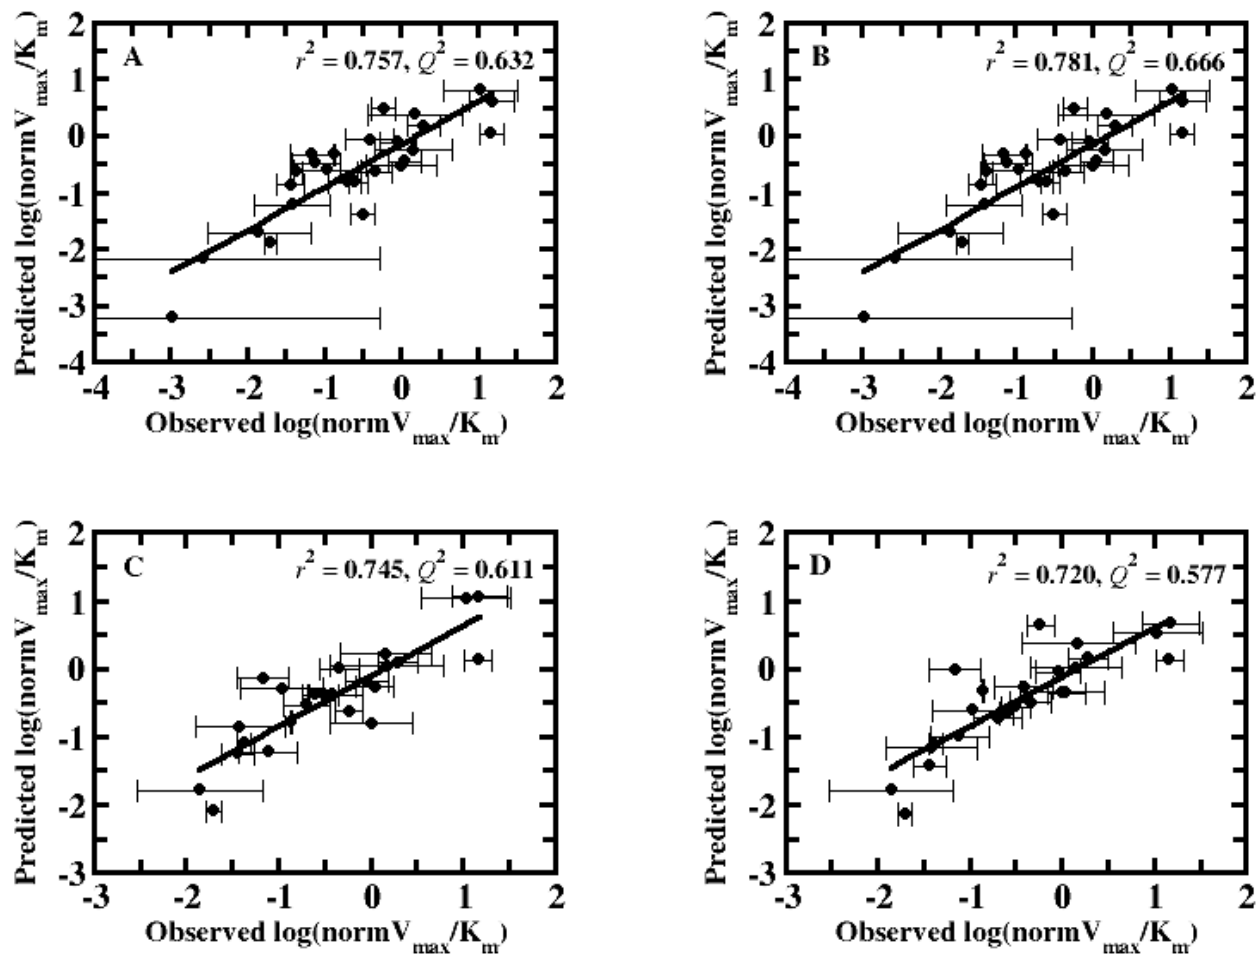 A
r² = 0.757, Q² = 0.632
Predicted log(normVmax/Km)
2
1
0
-1
-2
-3
-4
-4 -3 -2 -1 0 1 2
Observed log(normVmax/Km)
B
r² = 0.781, Q² = 0.666
Predicted log(normVmax/Km)
2
1
0
-1
-2
-3
-4
-4 -3 -2 -1 0 1 2
Observed log(normVmax/Km)
C
r² = 0.745, Q² = 0.611
Predicted log(normVmax/Km)
2
1
0
-1
-2
-3
-3 -2 -1 0 1 2
Observed log(normVmax/Km)
D
r² = 0.720, Q² = 0.577
Predicted log(normVmax/Km)
2
1
0
-1
-2
-3
-3 -2 -1 0 1 2
Observed log(normVmax/Km)